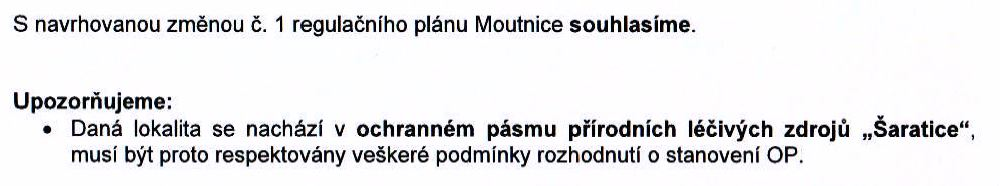 S navrhovanou změnou č. 1 regulačního plánu Moutnice souhlasíme.
Upozorňujeme:
• Daná lokalita se nachází v ochranném pásmu přírodních léčivých zdrojů „Šaratice“,
musí být proto respektovány veškeré podmínky rozhodnutí o stanovení OP.